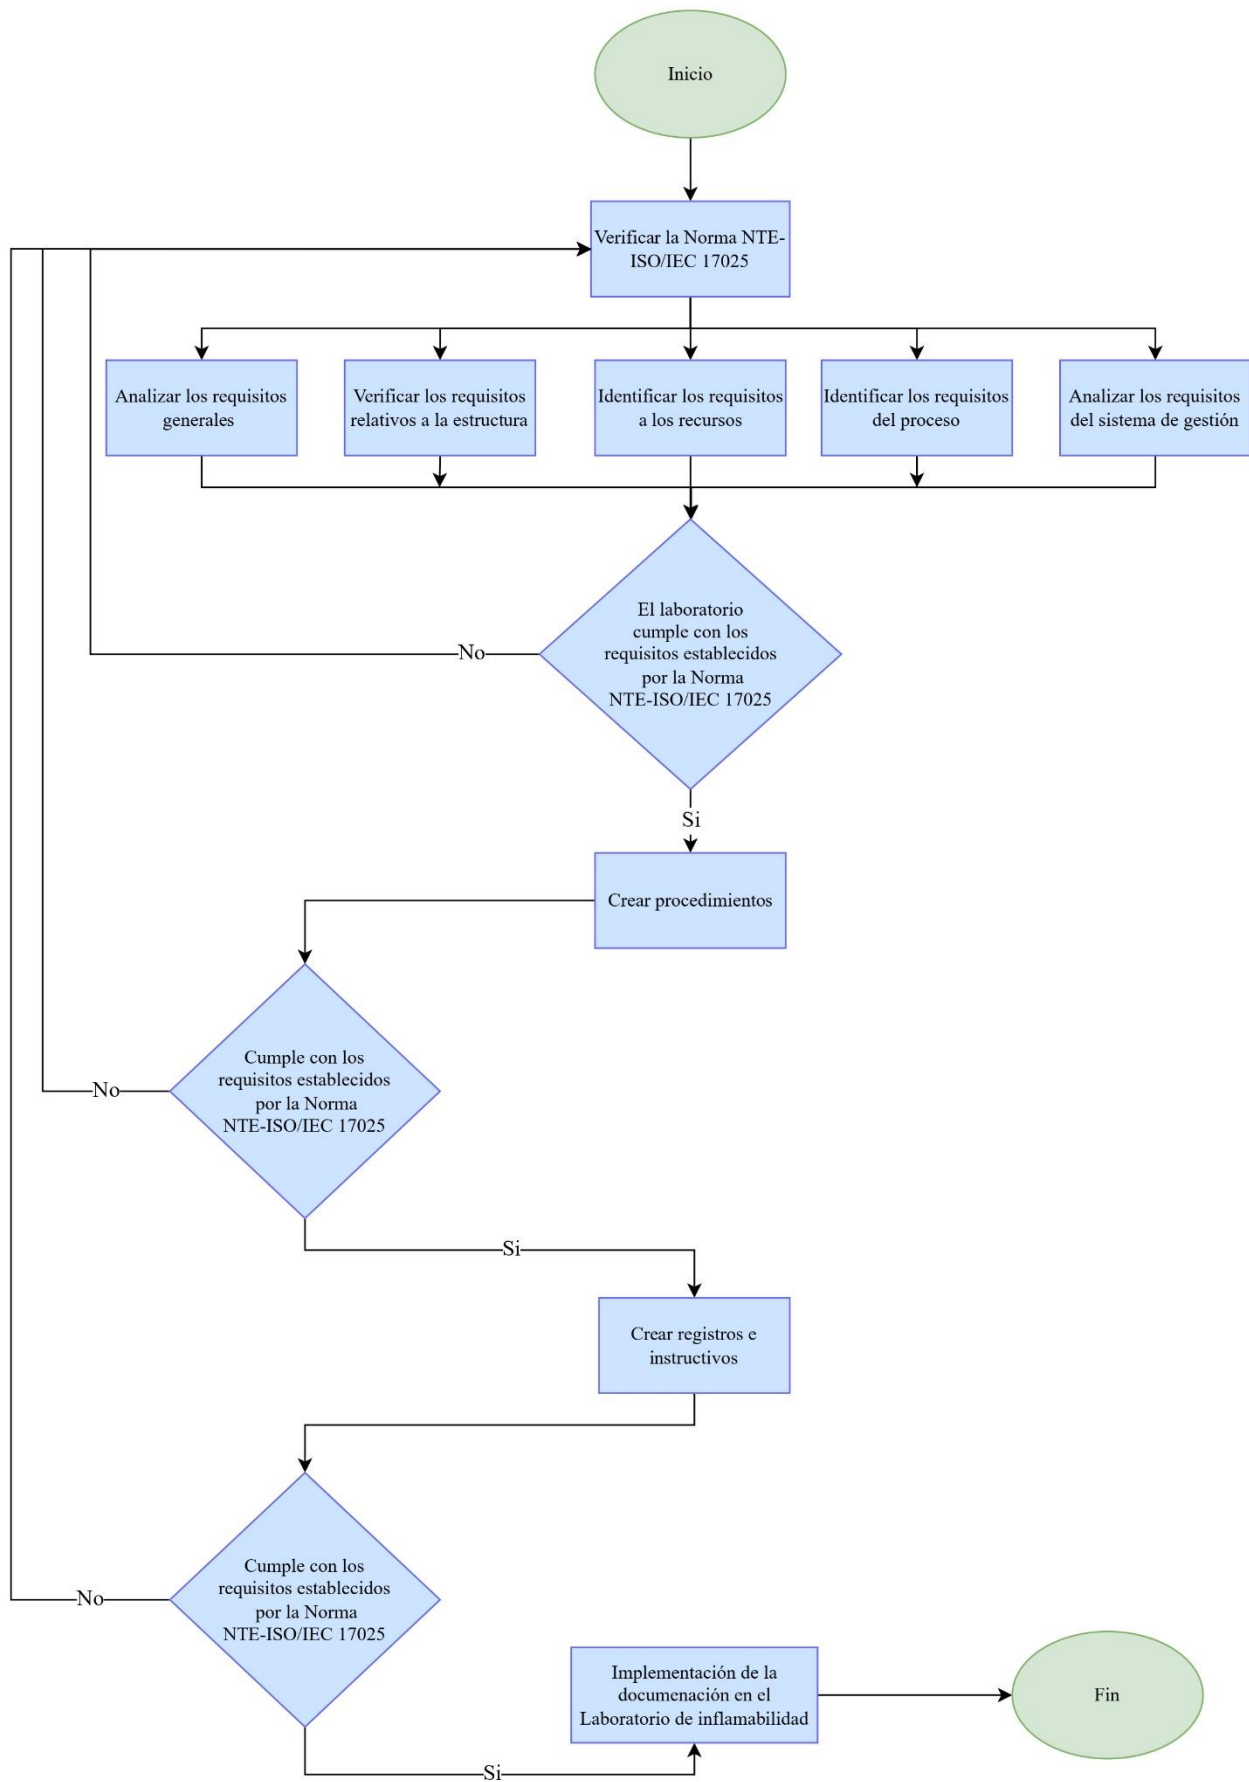 Inicio
Verificar la Norma NTE-
ISO/IEC 17025
Analizar los requisitos
generales
Verificar los requisitos
relativos a la estructura
Identificar los requisitos
a los recursos
Identificar los requisitos
del proceso
Analizar los requisitos
del sistema de gestión
El laboratorio
cumple con los
requisitos establecidos
por la Norma
NTE-ISO/IEC 17025
No
Si
Crear procedimientos
Cumple con los
requisitos establecidos
por la Norma
NTE-ISO/IEC 17025
No
Si
Crear registros e
instructivos
Cumple con los
requisitos establecidos
por la Norma
NTE-ISO/IEC 17025
No
Si
Implementación de la
documenación en el
Laboratorio de inflamabilidad
Fin